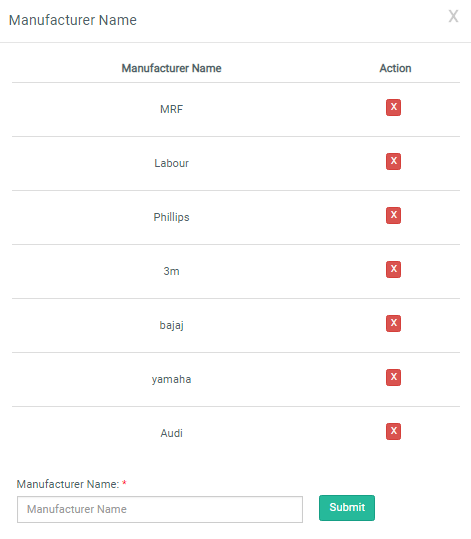 Manufacturer Name X
Manufacturer Name Action
MRF X
Labour X
Phillips X
3m X
bajaj X
yamaha X
Audi X
Manufacturer Name: *
Manufacturer Name Submit